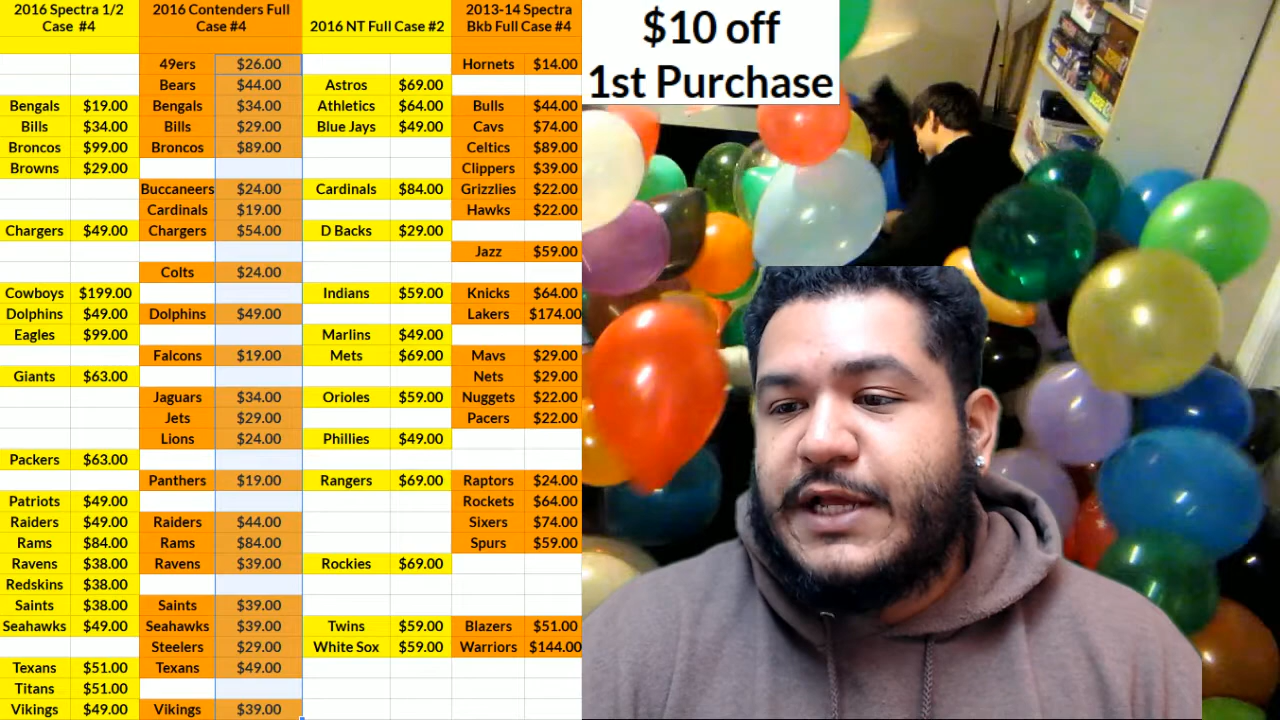 2016 Spectra 1/2 Case #4
2016 Contenders Full Case #4
2016 NT Full Case #2
2013-14 Spectra Bkb Full Case #4
$10 off
1st Purchase
49ers $26.00 Hornets $14.00
Bears $44.00 Astros $69.00
Bengals $19.00 Bengals $34.00 Athletics $64.00 Bulls $44.00
Bills $34.00 Bills $29.00 Blue Jays $49.00 Cavs $74.00
Broncos $99.00 Broncos $89.00 Celtics $89.00
Browns $29.00 Clippers $39.00
Buccaneers $24.00 Cardinals $84.00 Grizzlies $22.00
Cardinals $19.00 Hawks $22.00
Chargers $49.00 Chargers $54.00 D Backs $29.00
Jazz $59.00
Colts $24.00
Cowboys $199.00 Indians $59.00 Knicks $64.00
Dolphins $49.00 Dolphins $49.00 Lakers $174.00
Eagles $99.00 Marlins $49.00
Falcons $19.00 Mets $69.00 Mavs $29.00
Giants $63.00 Nets $29.00
Jaguars $34.00 Orioles $59.00 Nuggets $22.00
Jets $29.00 Pacers $22.00
Lions $24.00 Phillies $49.00
Packers $63.00
Panthers $19.00 Rangers $69.00 Raptors $24.00
Patriots $49.00 Rockets $64.00
Raiders $49.00 Raiders $44.00 Sixers $74.00
Rams $84.00 Rams $84.00 Spurs $59.00
Ravens $38.00 Ravens $39.00 Rockies $69.00
Redskins $38.00
Saints $38.00 Saints $39.00
Seahawks $49.00 Seahawks $39.00 Twins $59.00 Blazers $51.00
Steelers $29.00 White Sox $59.00 Warriors $144.00
Texans $51.00 Texans $49.00
Titans $51.00
Vikings $49.00 Vikings $39.00